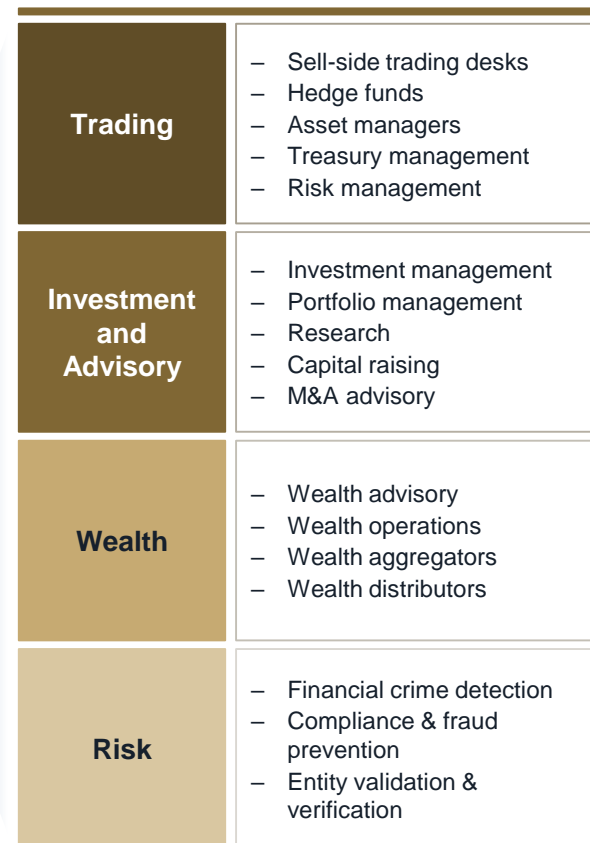 Trading
– Sell-side trading desks
– Hedge funds
– Asset managers
– Treasury management
– Risk management
Investment
and
Advisory
– Investment management
– Portfolio management
– Research
– Capital raising
– M&A advisory
Wealth
– Wealth advisory
– Wealth operations
– Wealth aggregators
– Wealth distributors
Risk
– Financial crime detection
– Compliance & fraud
prevention
– Entity validation &
verification